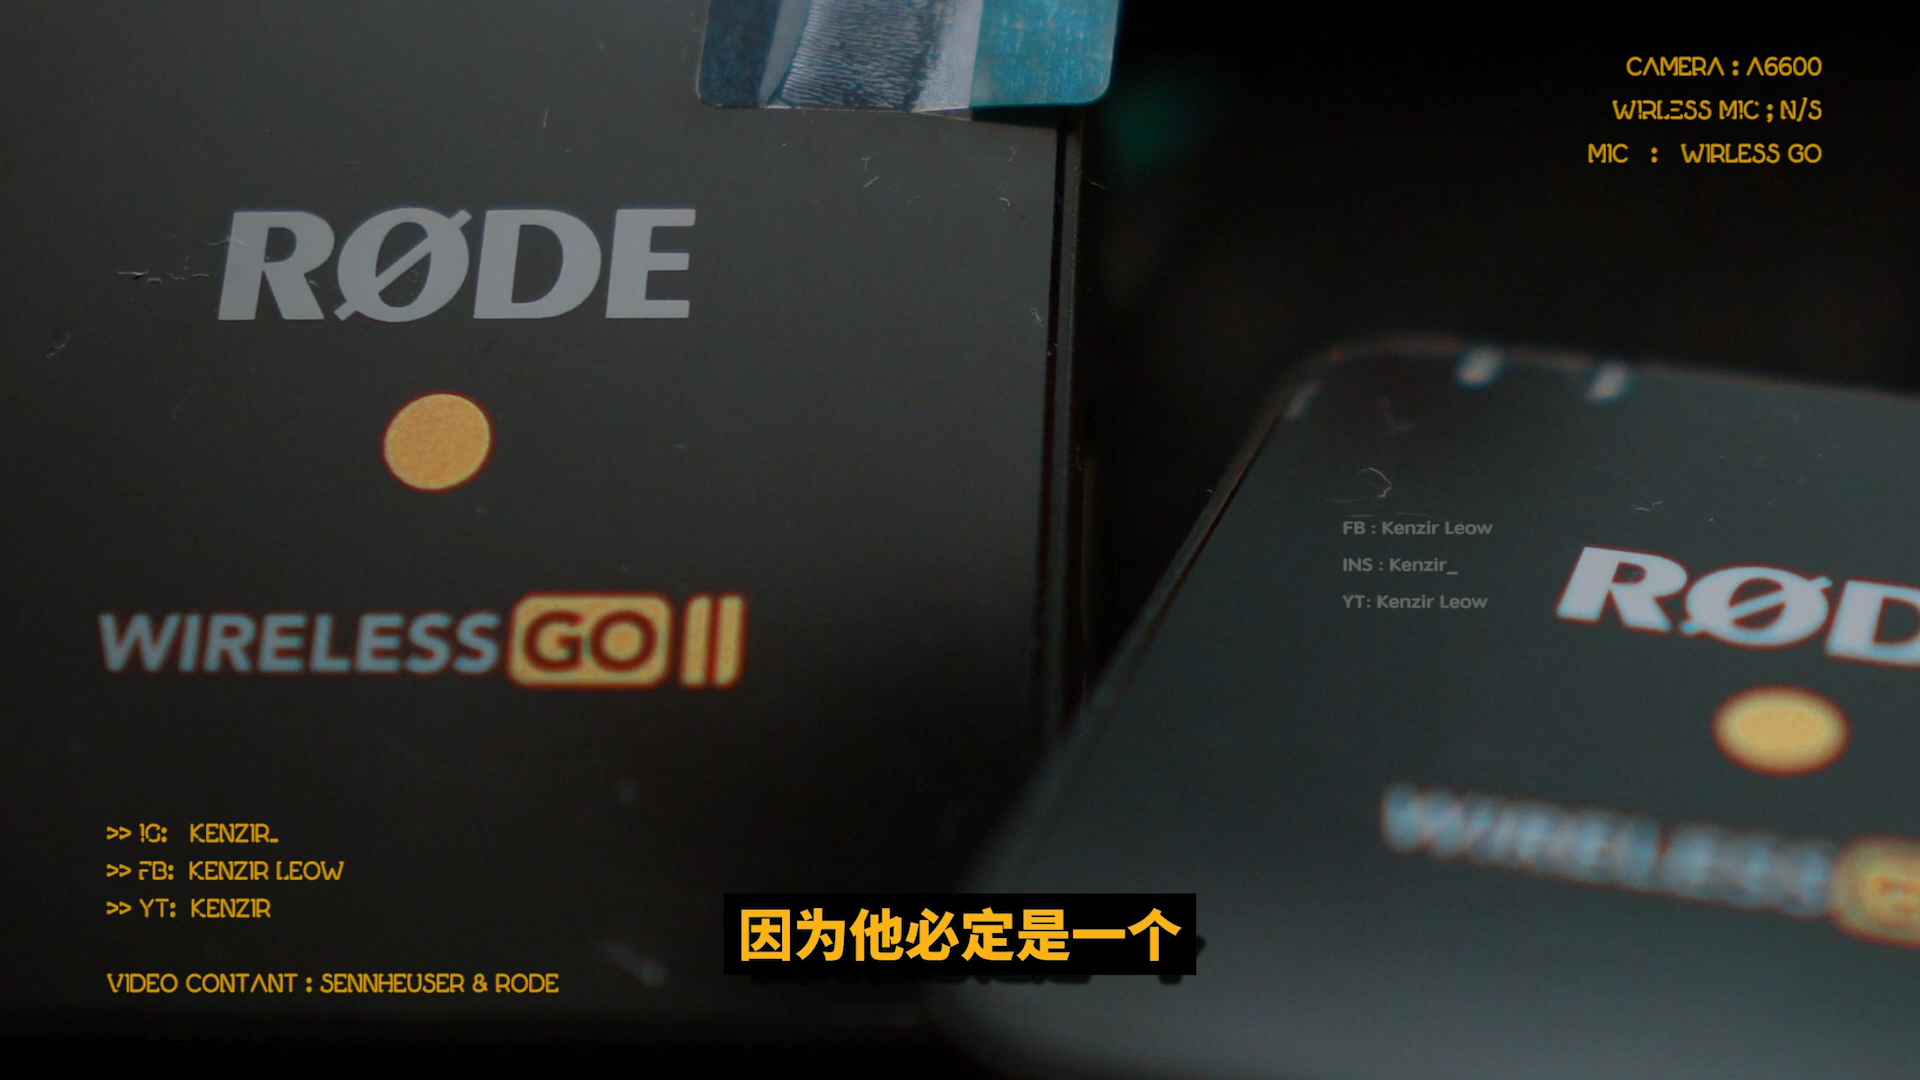 CAMERA : A6600
WIRLESS MIC ; N/S
MIC : WIRLESS GO
RØDE
WIRELESS GO II
FB : Kenzir Leow
INS : Kenzir_
YT: Kenzir Leow
RØD
WIRELESS G
>> IG: KENZIR_
>> FB: KENZIR LEOW
>> YT: KENZIR
因为他必定是一个
VIDEO CONTANT : SENNHEUSER & RODE